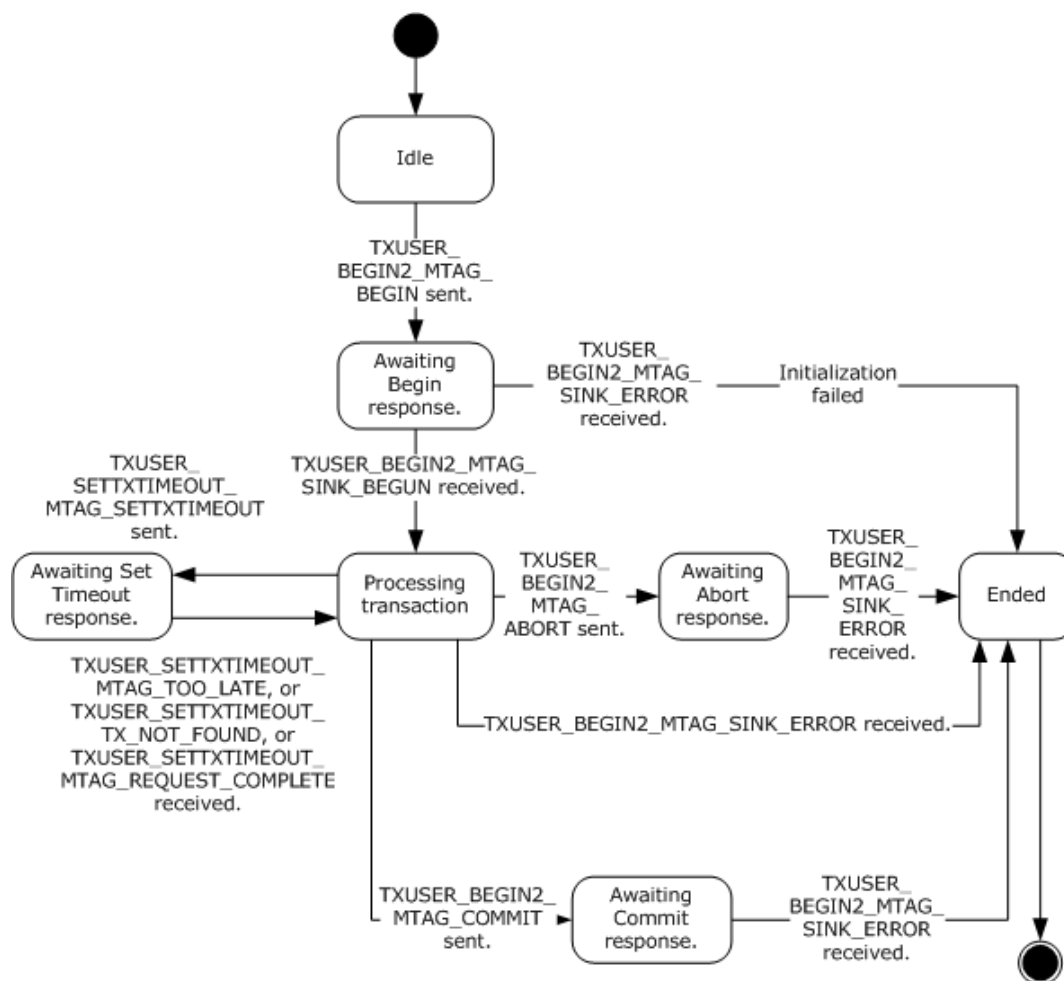 Idle
TXUSER_
BEGIN2_MTAG_
BEGIN sent.
Awaiting
Begin
response.
TXUSER_
BEGIN2_MTAG_
SINK_ERROR
received.
Initialization
failed
TXUSER_BEGIN2_MTAG_
SINK_BEGUN received.
TXUSER_
SETTXTIMEOUT_
MTAG_SETTXTIMEOUT
sent.
Awaiting Set
Timeout
response.
Processing
transaction
TXUSER_
BEGIN2_
MTAG_
ABORT sent.
Awaiting
Abort
response.
TXUSER_
BEGIN2_
MTAG_
SINK_
ERROR
received.
Ended
TXUSER_SETTXTIMEOUT_
MTAG_TOO_LATE, or
TXUSER_SETTXTIMEOUT_
TX_NOT_FOUND, or
TXUSER_SETTXTIMEOUT_
MTAG_REQUEST_COMPLETE
received.
TXUSER_BEGIN2_MTAG_SINK_ERROR received.
TXUSER_BEGIN2_
MTAG_COMMIT
sent.
Awaiting
Commit
response.
TXUSER_
BEGIN2_MTAG_
SINK_ERROR
received.